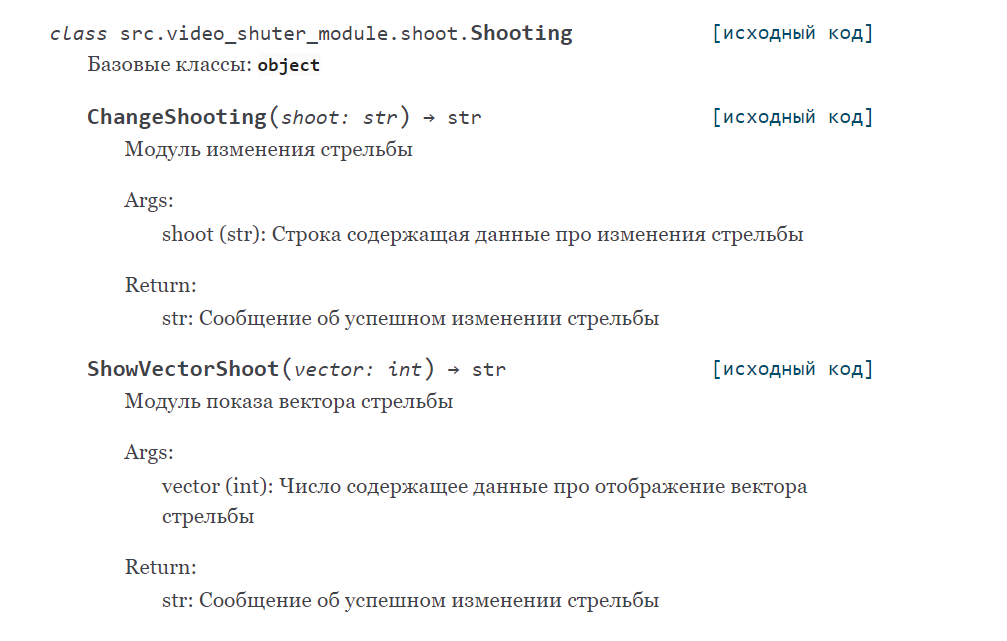 class src.video_shuter_module.shoot.Shooting [исходный код]
Базовые классы: object
ChangeShooting(shoot: str) → str [исходный код]
Модуль изменения стрельбы
Args:
shoot (str): Строка содержащая данные про изменения стрельбы
Return:
str: Сообщение об успешном изменении стрельбы
ShowVectorShoot(vector: int) → str [исходный код]
Модуль показа вектора стрельбы
Args:
vector (int): Число содержащее данные про отображение вектора
стрельбы
Return:
str: Сообщение об успешном изменении стрельбы